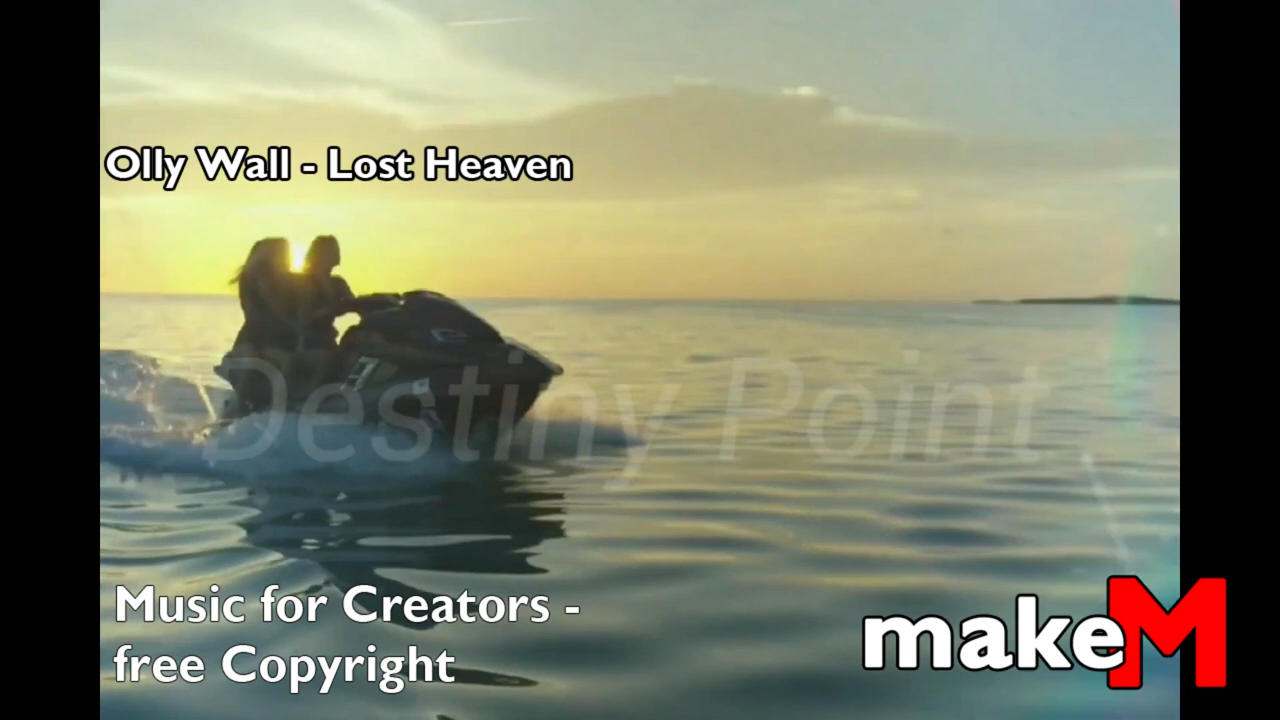 Olly Wall - Lost Heaven
Destiny Point
Music for Creators -
free Copyright
makeM